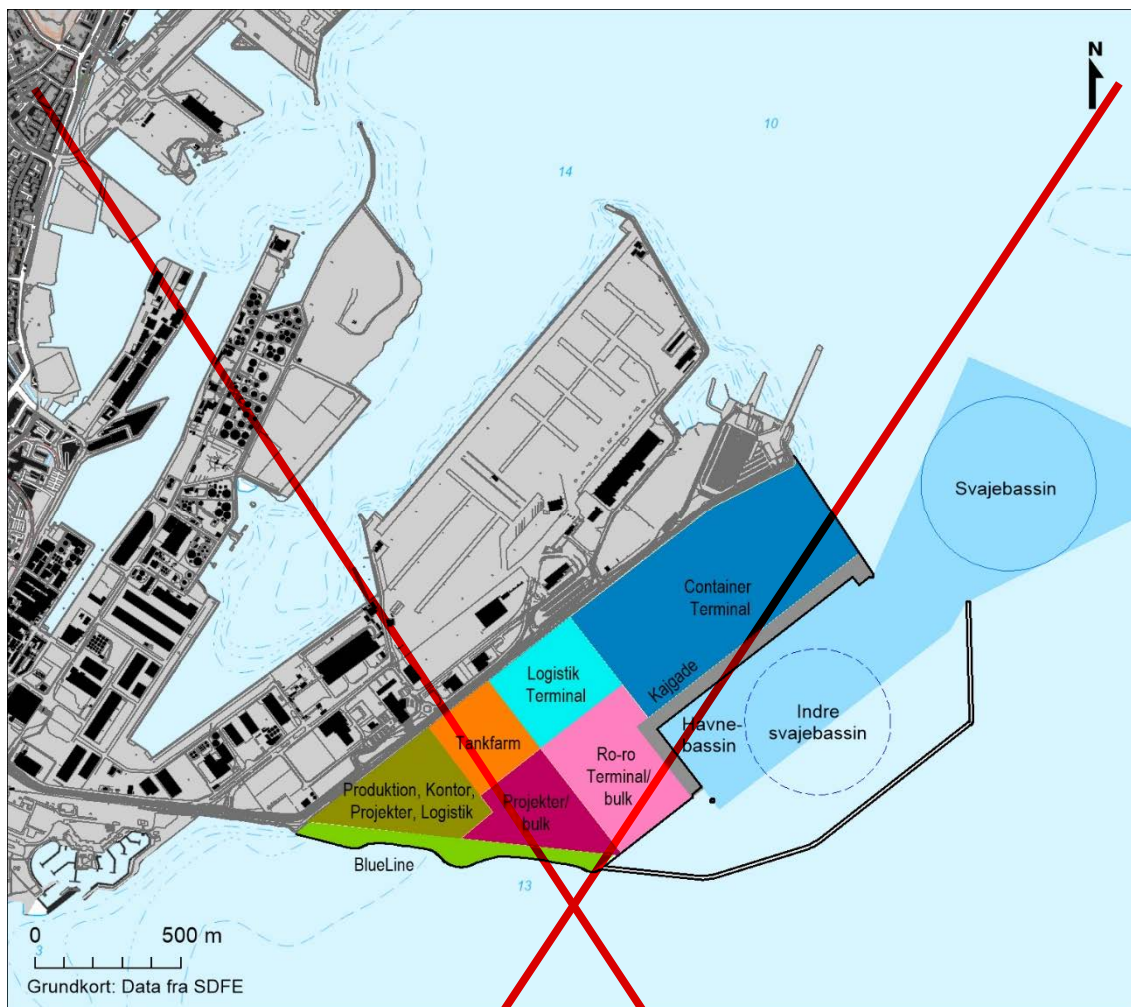 N
10
14
Svajebassin
Container
Terminal
Kajgade
Logistik
Terminal
Havne-
bassin
Indre
svajebassin
Tankfarm
Ro-ro
Terminal/
bulk
Produktion, Kontor,
Projekter, Logistik
Projekter/
bulk
BlueLine
13
0 500 m
3
Grundkort: Data fra SDFE